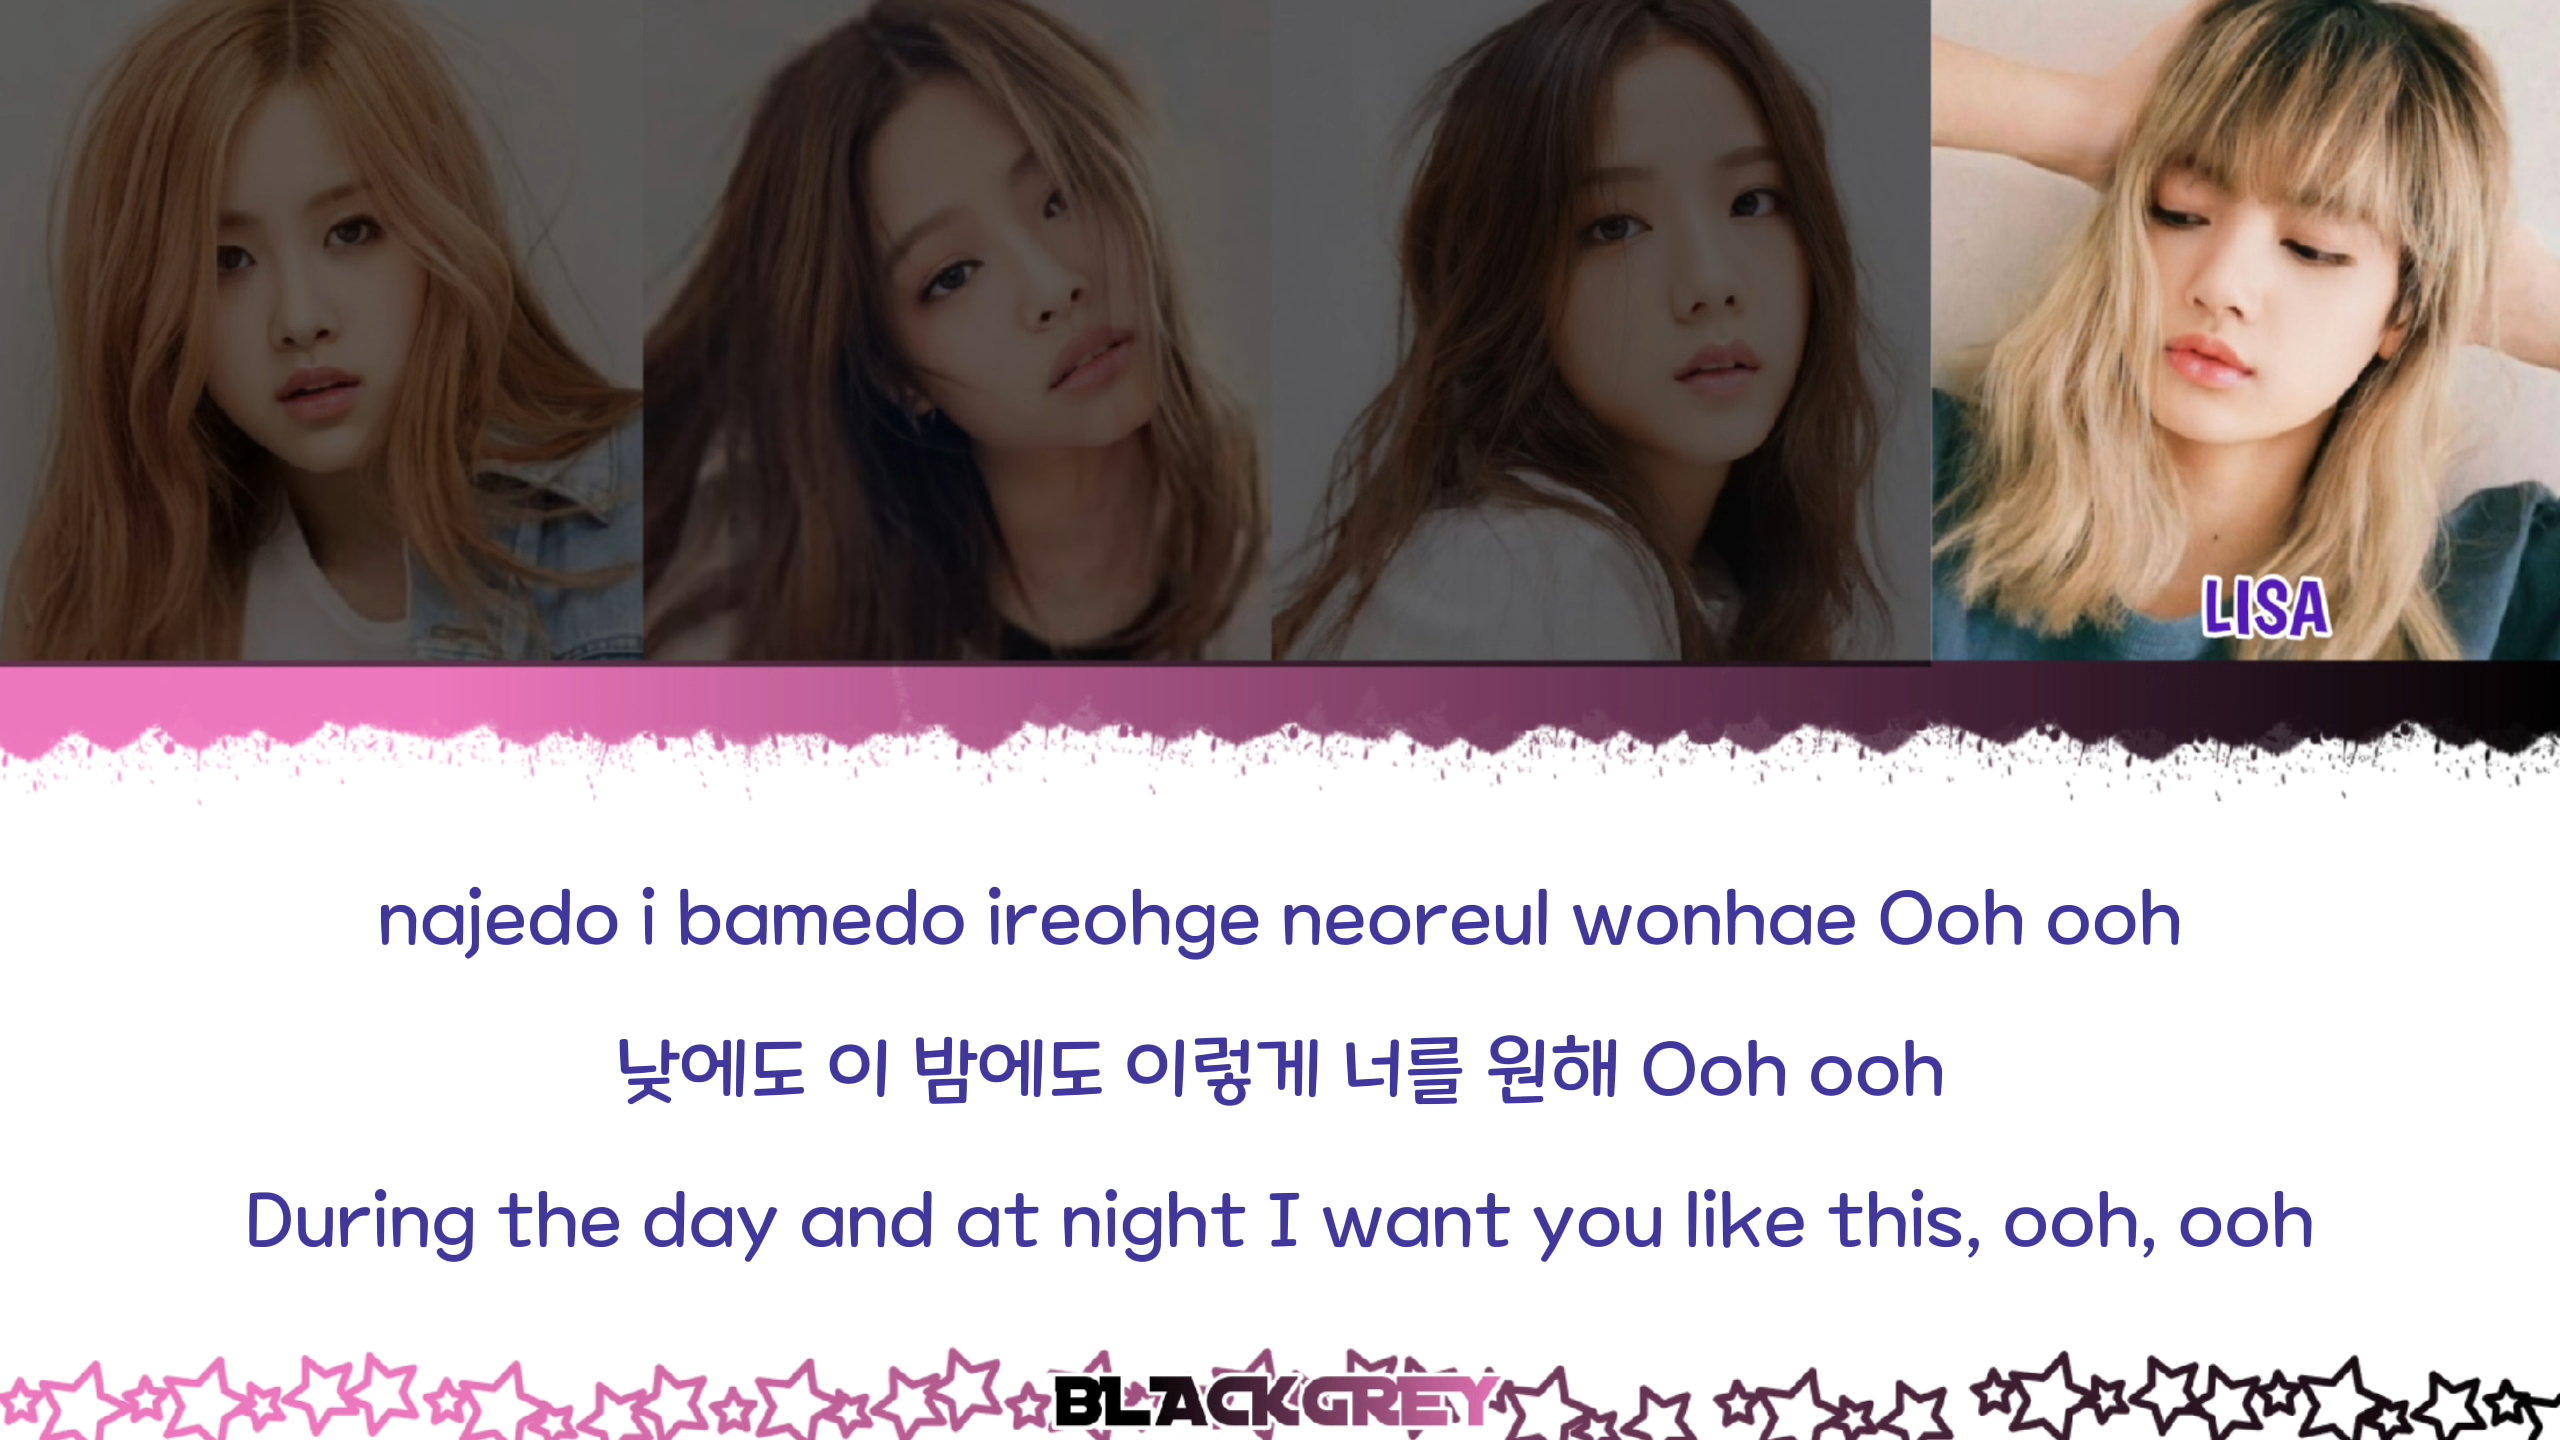 LISA
najedo i bamedo ireohge neoreul wonhae Ooh ooh
낮에도 이 밤에도 이렇게 너를 원해 Ooh ooh
During the day and at night I want you like this, ooh, ooh
BLACKGREY